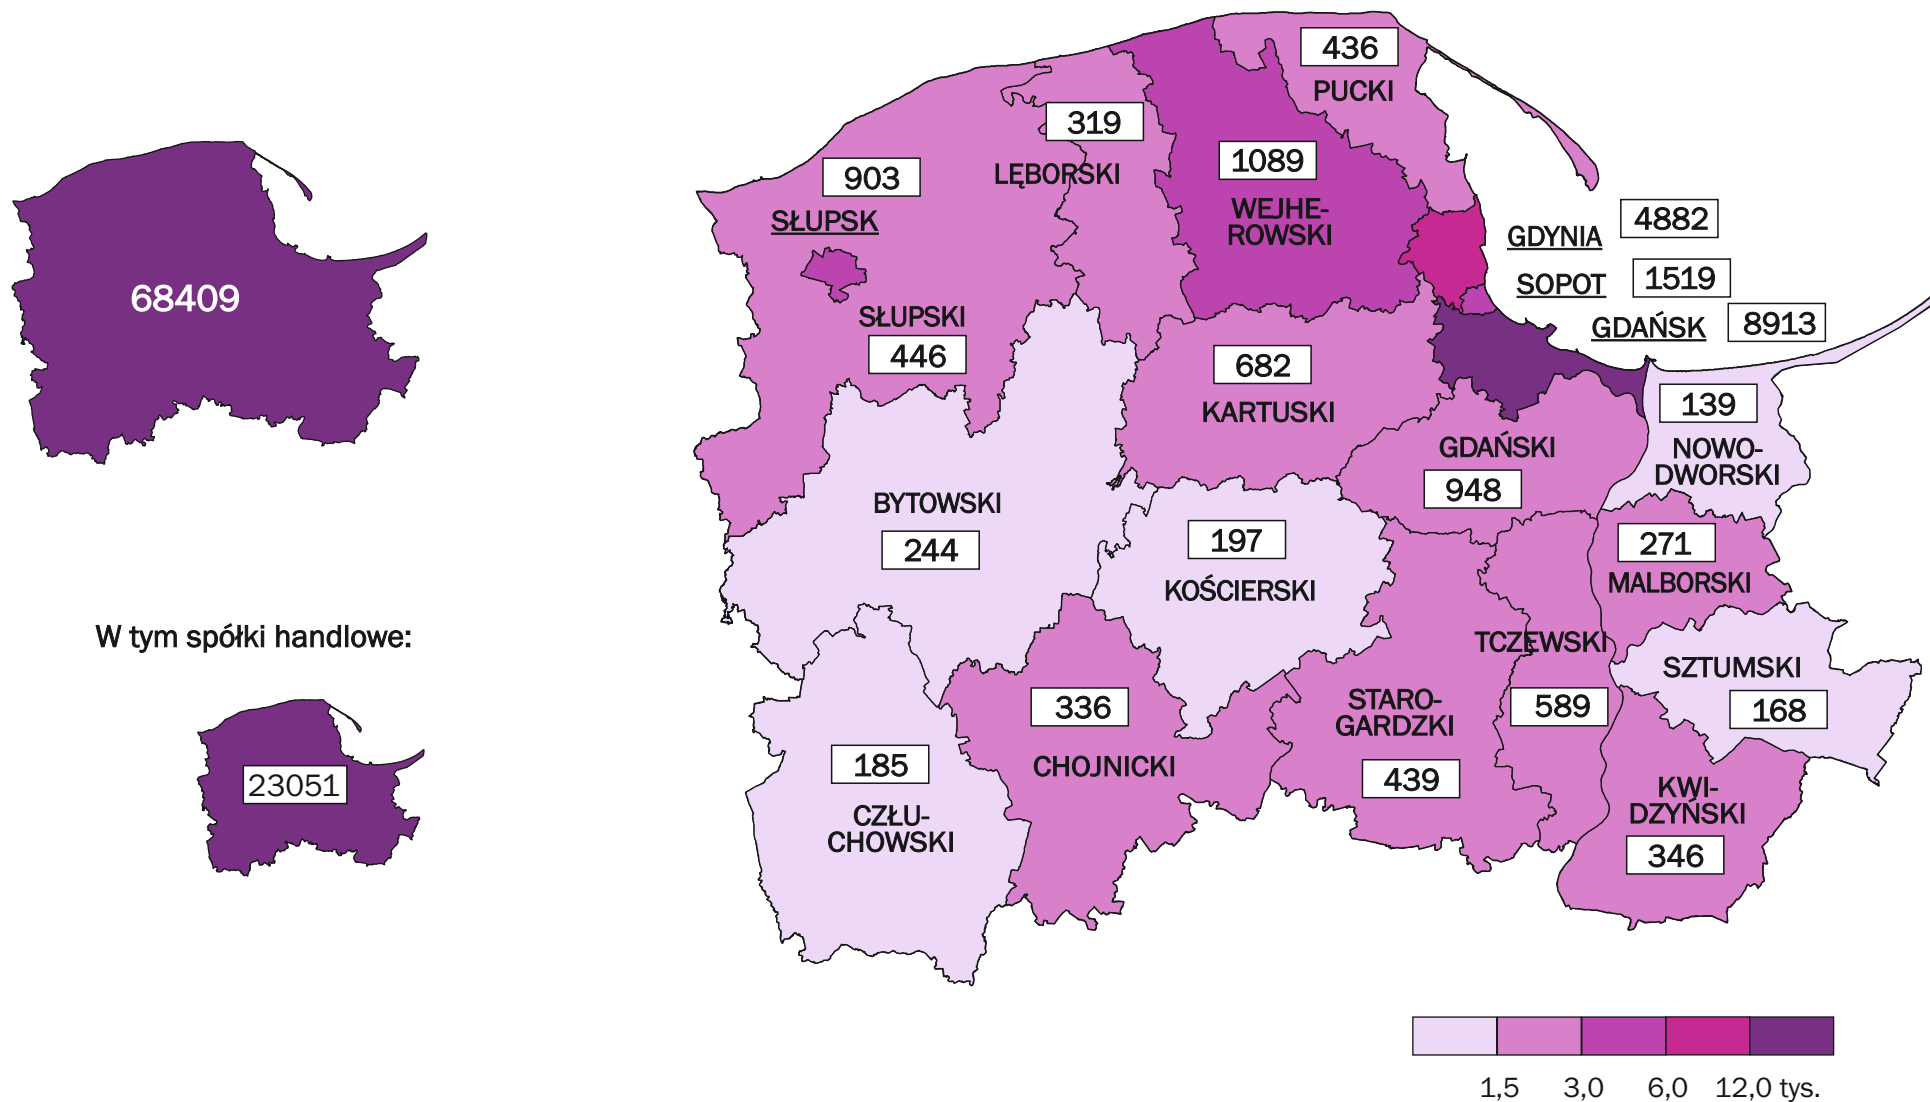 68409
W tym spółki handlowe:
23051
436
PUCKI
319
LĘBORSKI
1089
WEJHE-
ROWSKI
903
SŁUPSK
SŁUPSKI
446
GDYNIA 4882
SOPOT 1519
GDAŃSK 8913
682
KARTUSKI
139
NOWO-
DWORSKI
GDAŃSKI
948
BYTOWSKI
244
197
KOŚCIERSKI
271
MALBORSKI
TCZEWSKI
589
SZTUMSKI
168
336
CHOJNICKI
STARO-
GARDZKI
439
185
CZŁU-
CHOWSKI
KWI-
DZYŃSKI
346
1,5 3,0 6,0 12,0 tys.